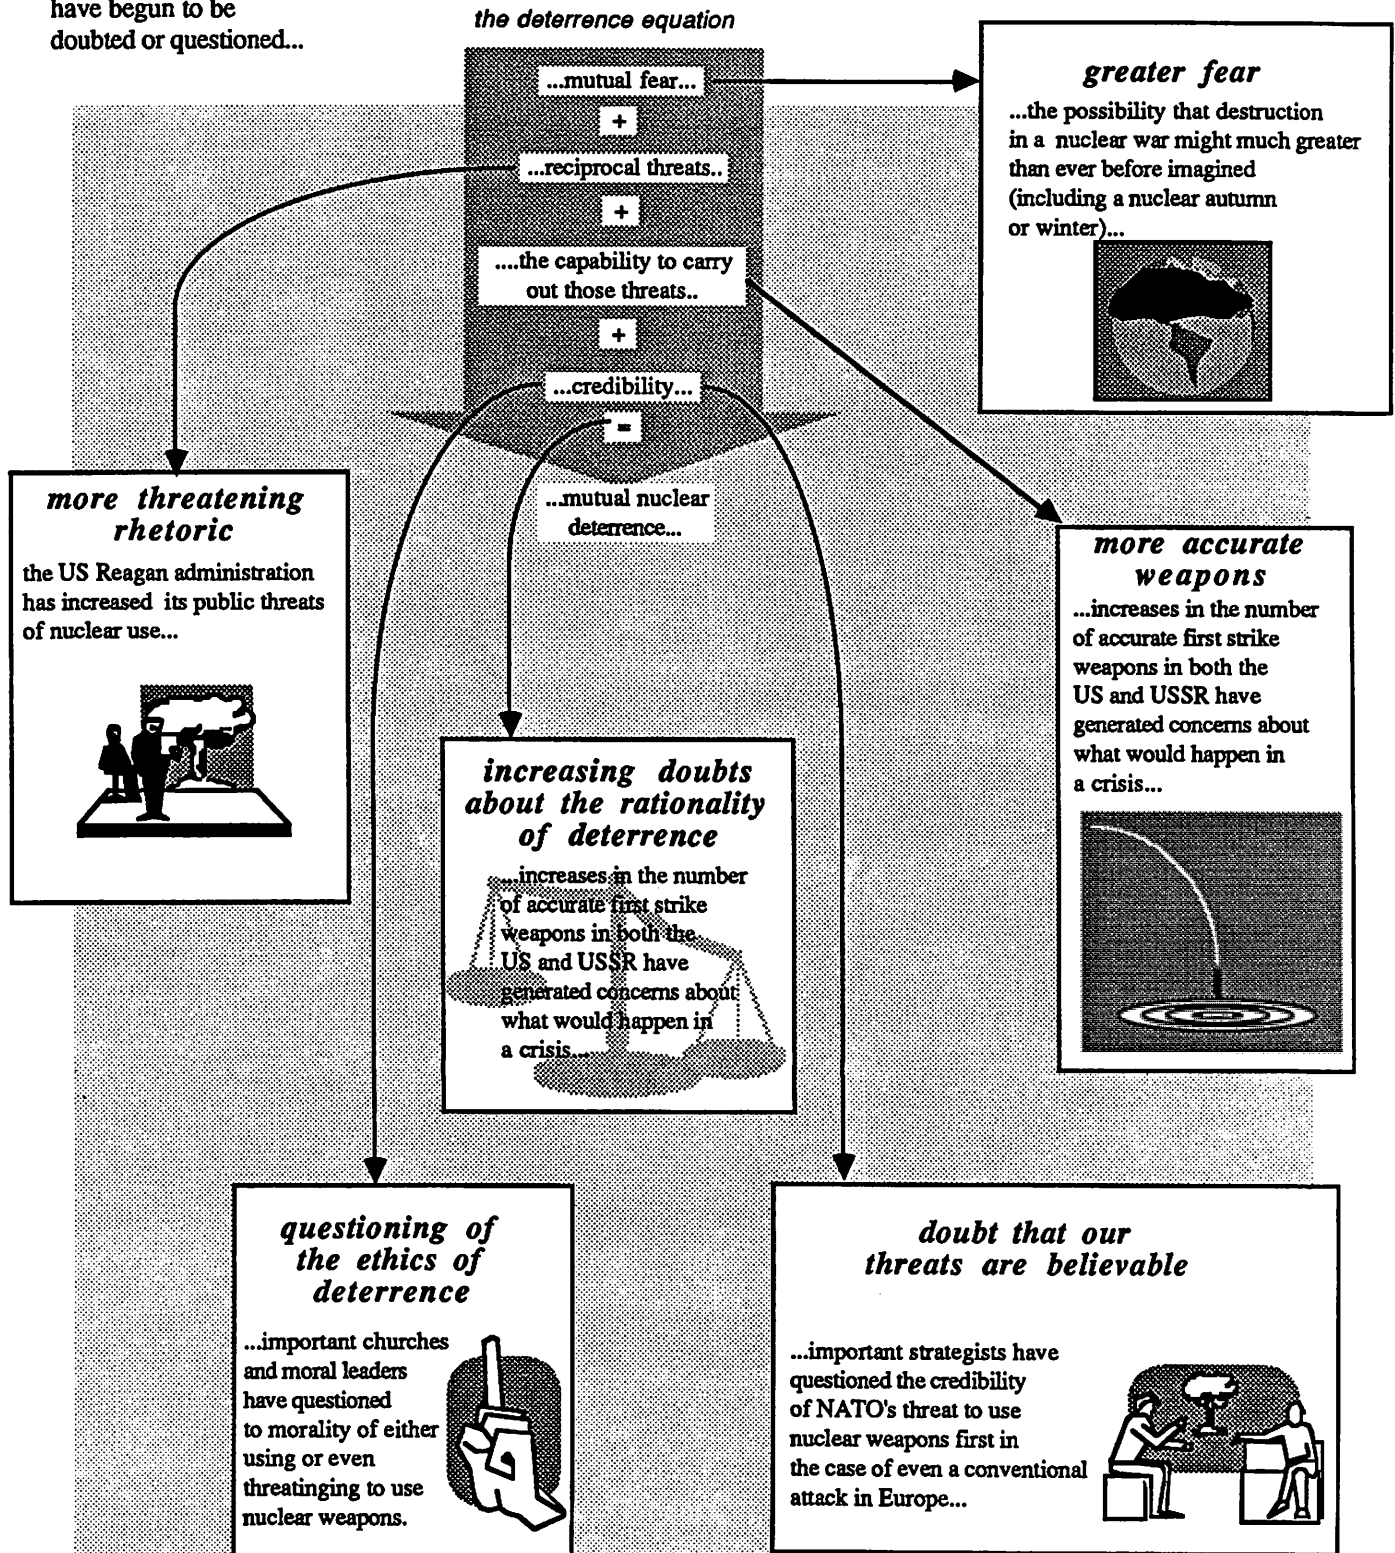 have begun to be
doubted or questioned...
the deterrence equation
...mutual fear...
+
...reciprocal threats..
+
....the capability to carry
out those threats..
+
...credibility...
=
...mutual nuclear
deterrence...
greater fear
...the possibility that destruction
in a nuclear war might much greater
than ever before imagined
(including a nuclear autumn
or winter)...
more threatening
rhetoric
the US Reagan administration
has increased its public threats
of nuclear use...
more accurate
weapons
...increases in the number
of accurate first strike
weapons in both the
US and USSR have
generated concerns about
what would happen in
a crisis...
increasing doubts
about the rationality
of deterrence
...increases in the number
of accurate first strike
weapons in both the
US and USSR have
generated concerns about
what would happen in
a crisis...
questioning of
the ethics of
deterrence
...important churches
and moral leaders
have questioned
to morality of either
using or even
threatinging to use
nuclear weapons.
doubt that our
threats are believable
...important strategists have
questioned the credibility
of NATO's threat to use
nuclear weapons first in
the case of even a conventional
attack in Europe...